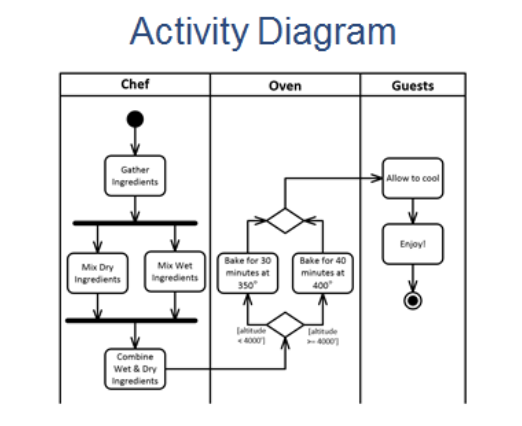 Activity Diagram
Chef
Oven
Guests
Gather
Ingredients
Mix Dry
Ingredients
Mix Wet
Ingredients
Combine
Wet & Dry
Ingredients
Bake for 30
minutes at
350°
Bake for 40
minutes at
400°
[altitude
< 4000']
[altitude
>= 4000']
Allow to cool
Enjoy!